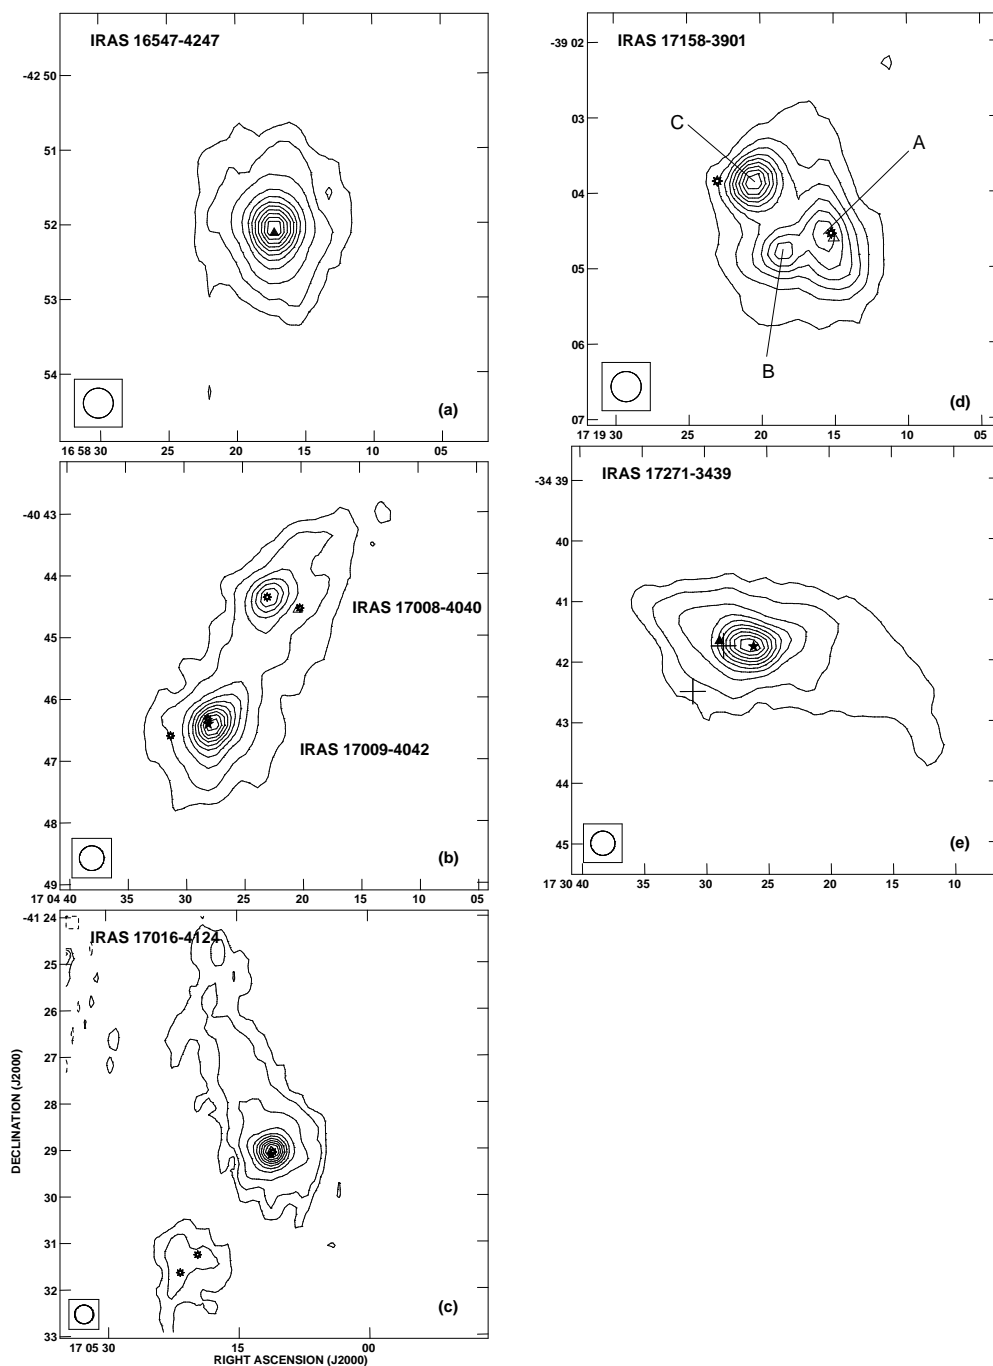 IRAS 16547-4247
-42 50
51
52
53
54
(a)
16 58 30
25
20
15
10
05
IRAS 17158-3901
-39 02
03
04
05
06
07
C
A
B
(d)
17 19 30
25
20
15
10
05
-40 43
44
45
46
47
48
49
IRAS 17008-4040
IRAS 17009-4042
(b)
17 04 40
35
30
25
20
15
10
05
IRAS 17271-3439
-34 39
40
41
42
43
44
45
(e)
17 30 40
35
30
25
20
15
10
IRAS 17016-4124
-41 24
25
26
27
28
29
30
31
32
33
(c)
DECLINATION (J2000)
17 05 30
15
00
RIGHT ASCENSION (J2000)